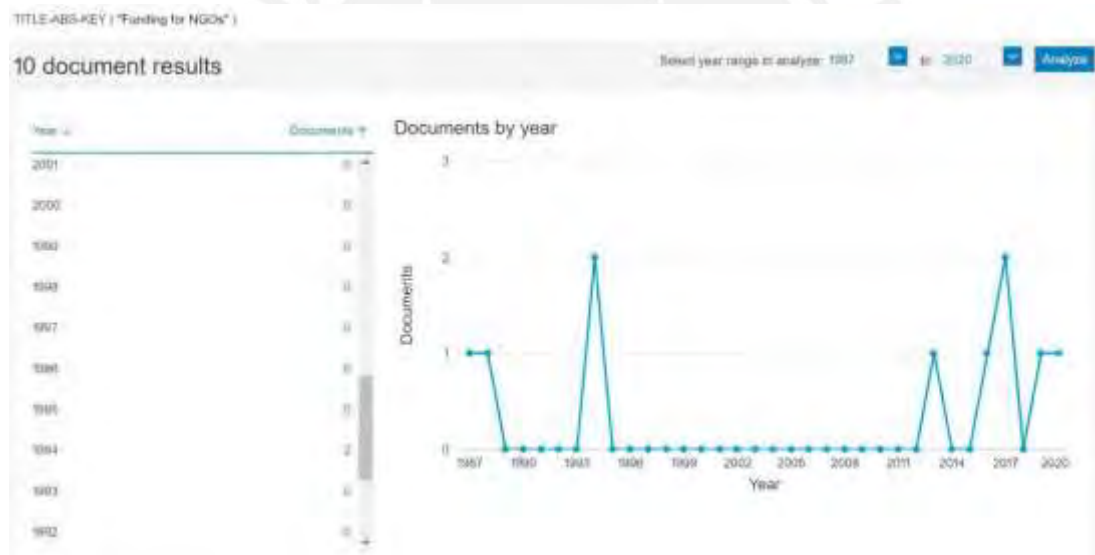 TITLE-ABS-KEY ( "Funding for NGOs" )
10 document results
Select year range to analyze: 1987 to 2020 Analyze
Year Documents
2001 0
2000 0
1999 0
1998 0
1997 0
1996 0
1995 0
1994 2
1993 0
1992 0
Documents by year
3
2
1
0
Documents
1987 1990 1993 1996 1999 2002 2005 2008 2011 2014 2017 2020
Year